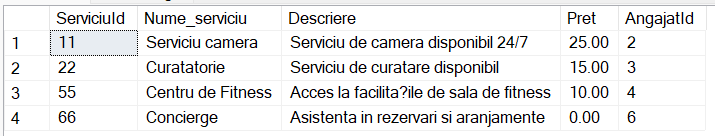 ServiciuId Nume_serviciu Descriere Pret AngajatId
1 11 Serviciu camera Serviciu de camera disponibil 24/7 25.00 2
2 22 Curatatorie Serviciu de curatare disponibil 15.00 3
3 55 Centru de Fitness Acces la facilita?ile de sala de fitness 10.00 4
4 66 Concierge Asistenta in rezervari si aranjamente 0.00 6